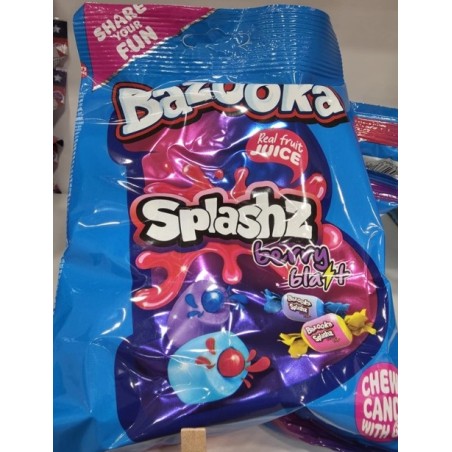 SHARE
YOUR
FUN
Bazooka
Real fruit
JUICE
Splashz
berry
blast
Bazooka
Splashz
Bazooka
Splashz
CHEW
CAND
WITH